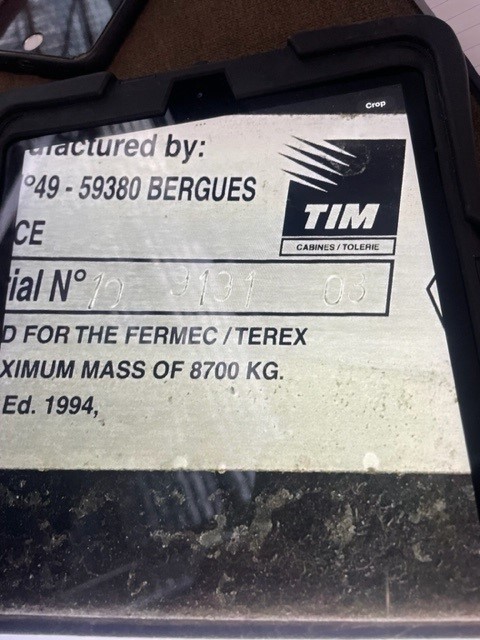 Crop
ufactured by:
°49 - 59380 BERGUES
TIM
CE
CABINES / TOLERIE
ial N° 03
D FOR THE FERMEC / TEREX
XIMUM MASS OF 8700 KG.
Ed. 1994,